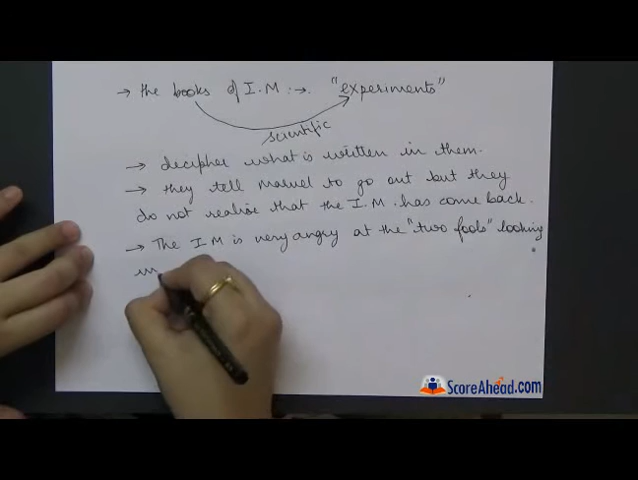 → the books of I.M :→. "experiments"
scientific
→ decipher what is written in them.
→ they tell Marvel to go out but they
do not realise that the I.M. has come back.
→ The I M is very angry at the "two fools" looking
in
ScoreAhead.com